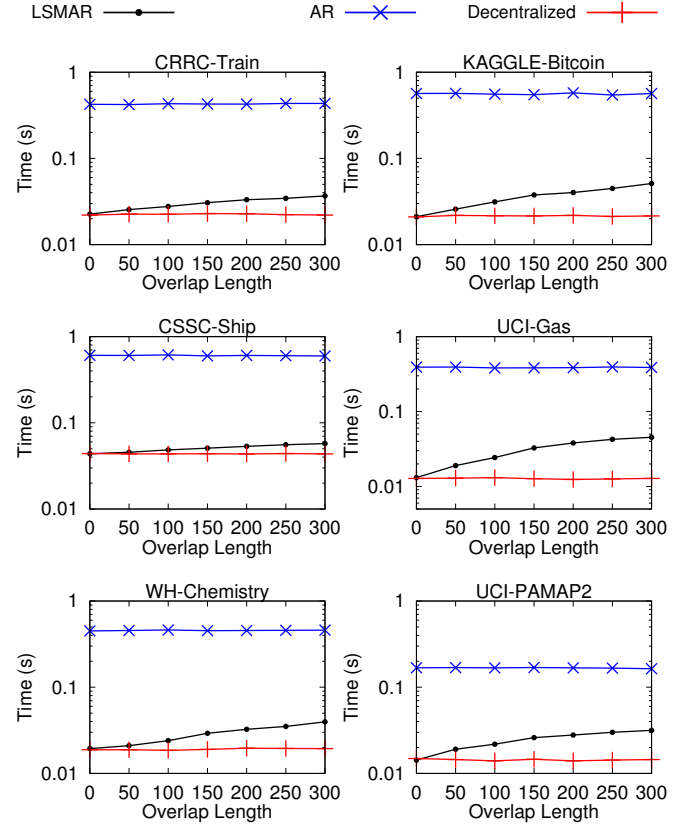 LSMAR AR Decentralized
CRRC-Train
1
0.1
0.01
Time (s)
0 50 100 150 200 250 300
Overlap Length
KAGGLE-Bitcoin
1
0.1
0.01
Time (s)
0 50 100 150 200 250 300
Overlap Length
CSSC-Ship
1
0.1
0.01
Time (s)
0 50 100 150 200 250 300
Overlap Length
UCI-Gas
1
0.1
0.01
Time (s)
0 50 100 150 200 250 300
Overlap Length
WH-Chemistry
1
0.1
0.01
Time (s)
0 50 100 150 200 250 300
Overlap Length
UCI-PAMAP2
1
0.1
0.01
Time (s)
0 50 100 150 200 250 300
Overlap Length